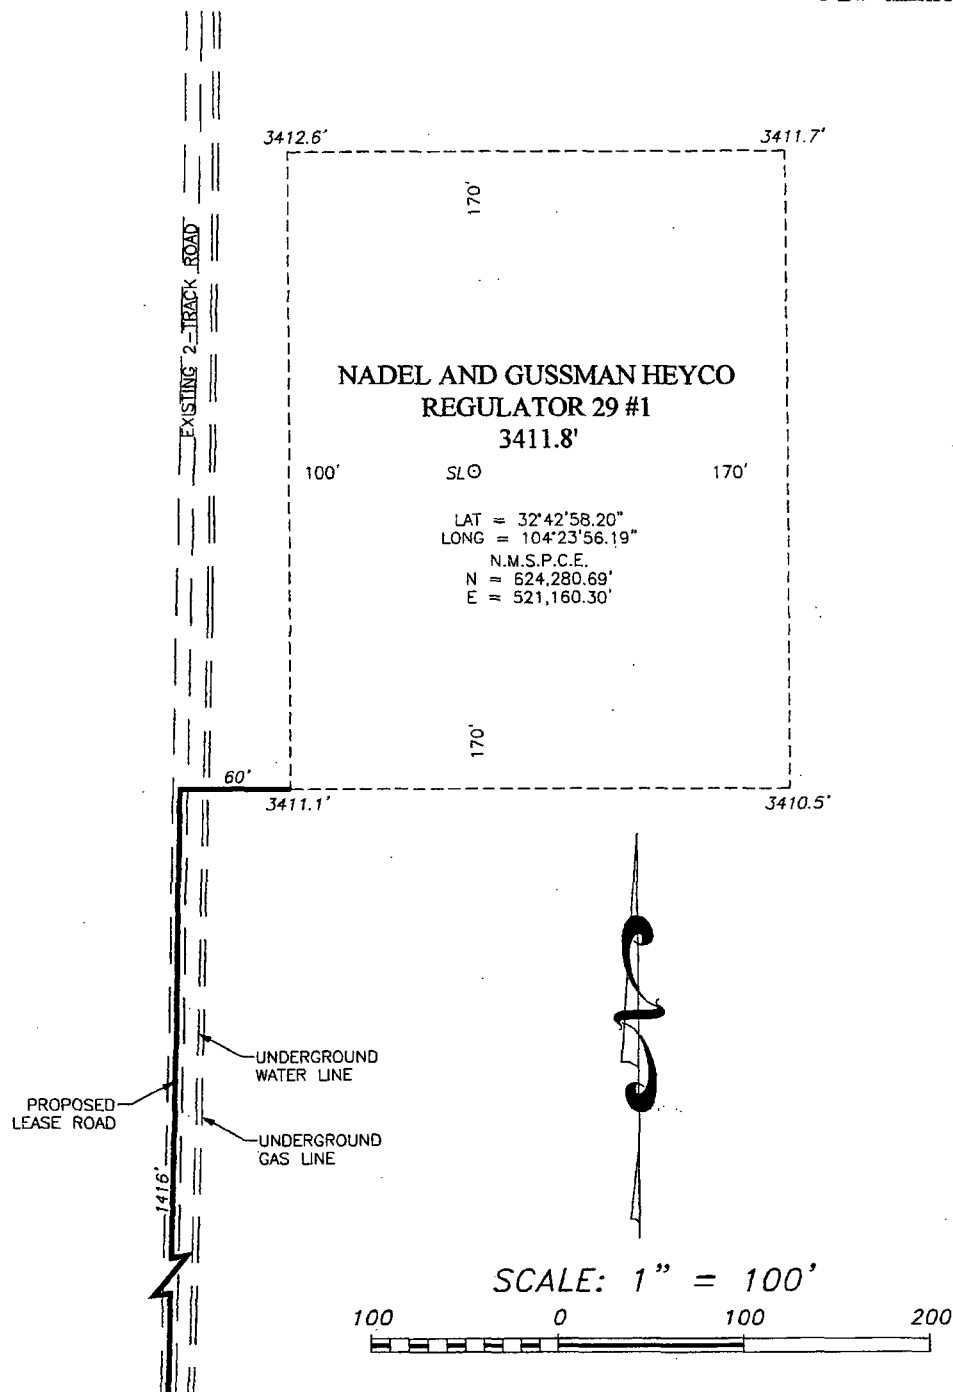 3412.6'
3411.7'
170'
EXISTING 2-TRACK ROAD
NADEL AND GUSSMAN HEYCO
REGULATOR 29 #1
3411.8'
100'
SL
170'
LAT = 32°42'58.20"
LONG = 104°23'56.19"
N.M.S.P.C.E.
N = 624,280.69'
E = 521,160.30'
170'
60'
3411.1'
3410.5'
UNDERGROUND
WATER LINE
PROPOSED
LEASE ROAD
UNDERGROUND
GAS LINE
1416'
SCALE: 1" = 100'
100
0
100
200